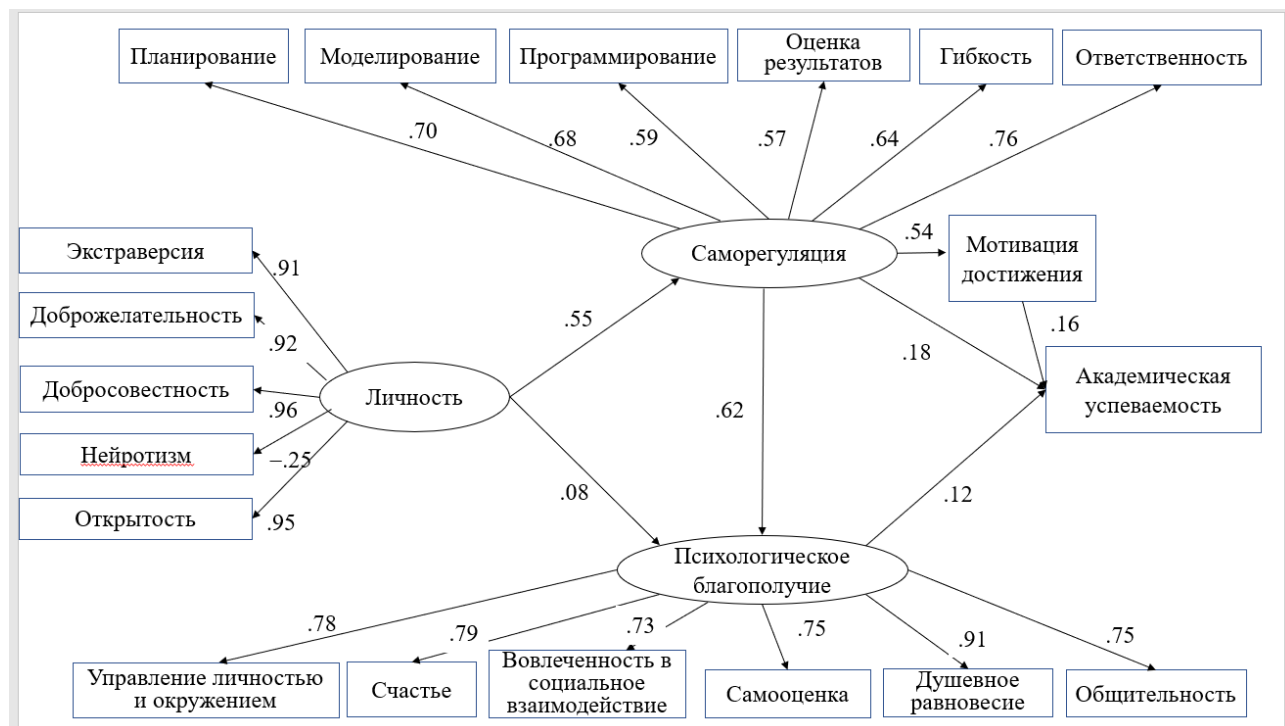 Планирование
Моделирование
Программирование
Оценка
результатов
Гибкость
Ответственность
.70
.68
.59
.57
.64
.76
Экстраверсия
.91
Доброжелательность
.92
Добросовестность
.96
Нейротизм
–.25
Открытость
.95
Личность
.55
.08
Саморегуляция
.54
Мотивация
достижения
.16
.18
.62
Академическая
успеваемость
.12
Психологическое
благополучие
.78
.79
.73
.75
.91
.75
Управление личностью
и окружением
Счастье
Вовлеченность в
социальное
взаимодействие
Самооценка
Душевное
равновесие
Общительность